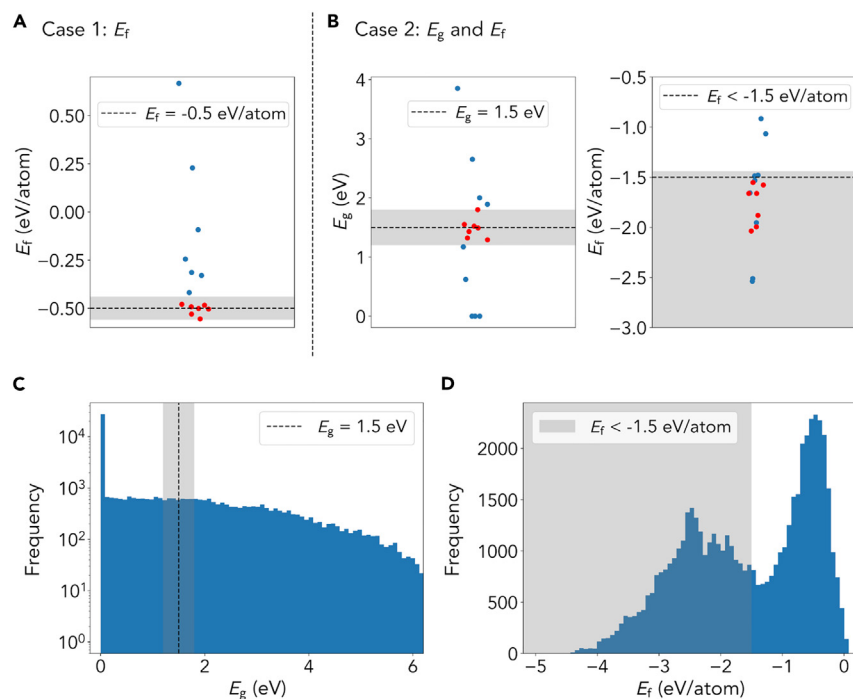 A Case 1: Ef
B Case 2: Eg and Ef
Ef = -0.5 eV/atom
0.50
0.25
0.00
−0.25
−0.50
Ef (eV/atom)
Eg = 1.5 eV
4
3
2
1
0
Eg (eV)
Ef < -1.5 eV/atom
−0.5
−1.0
−1.5
−2.0
−2.5
−3.0
Ef (eV/atom)
C
Eg = 1.5 eV
10^4
10^3
10^2
10^1
10^0
Frequency
0 2 4 6
Eg (eV)
D
Ef < -1.5 eV/atom
2000
1500
1000
500
0
Frequency
−5 −4 −3 −2 −1 0
Ef (eV/atom)